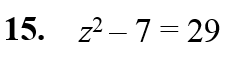 15. z² – 7 = 29